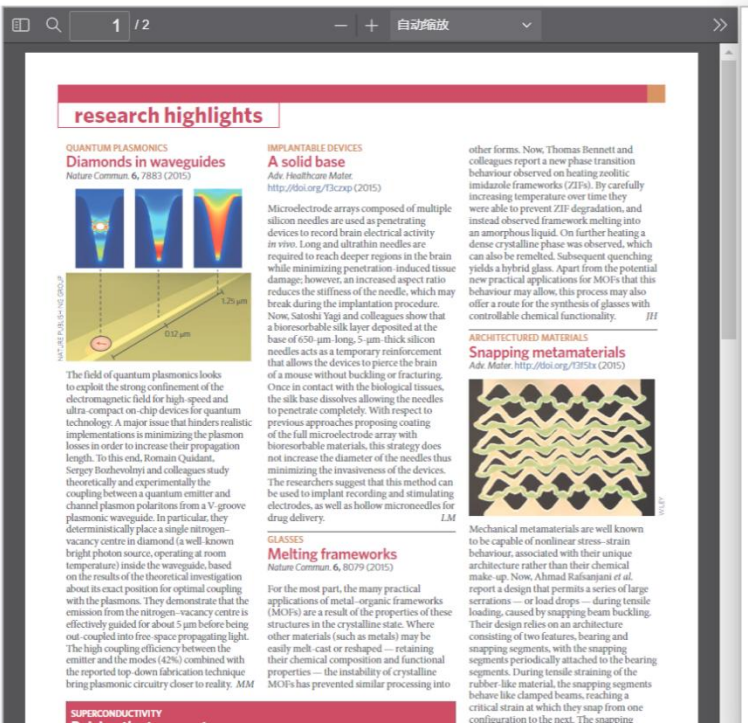 1 / 2
自动缩放
research highlights
QUANTUM PLASMONICS
Diamonds in waveguides
Nature Commun. 6, 7883 (2015)
1.25 µm
0.12 µm
NATURE PUBLISHING GROUP
The field of quantum plasmonics looks
to exploit the strong confinement of the
electromagnetic field for high-speed and
ultra-compact on-chip devices for quantum
technology. A major issue that hinders realistic
implementations is minimizing the plasmon
losses in order to increase their propagation
length. To this end, Romain Quidant,
Sergey Bozhevolnyi and colleagues study
theoretically and experimentally the
coupling between a quantum emitter and
channel plasmon polaritons from a V-groove
plasmonic waveguide. In particular, they
deterministically place a single nitrogen–
vacancy centre in diamond (a well-known
bright photon source, operating at room
temperature) inside the waveguide, based
on the results of the theoretical investigation
about its exact position for optimal coupling
with the plasmons. They demonstrate that the
emission from the nitrogen–vacancy centre is
effectively guided for about 5 µm before being
out-coupled into free-space propagating light.
The high coupling efficiency between the
emitter and the modes (42%) combined with
the reported top-down fabrication technique
bring plasmonic circuitry closer to reality. MM
SUPERCONDUCTIVITY
IMPLANTABLE DEVICES
A solid base
Adv. Healthcare Mater.
http://doi.org/f3czxp (2015)
Microelectrode arrays composed of multiple
silicon needles are used as penetrating
devices to record brain electrical activity
in vivo. Long and ultrathin needles are
required to reach deeper regions in the brain
while minimizing penetration-induced tissue
damage; however, an increased aspect ratio
reduces the stiffness of the needle, which may
break during the implantation procedure.
Now, Satoshi Yagi and colleagues show that
a bioresorbable silk layer deposited at the
base of 650-µm-long, 5-µm-thick silicon
needles acts as a temporary reinforcement
that allows the devices to pierce the brain
of a mouse without buckling or fracturing.
Once in contact with the biological tissues,
the silk base dissolves allowing the needles
to penetrate completely. With respect to
previous approaches proposing coating
of the full microelectrode array with
bioresorbable materials, this strategy does
not increase the diameter of the needles thus
minimizing the invasiveness of the devices.
The researchers suggest that this method can
be used to implant recording and stimulating
electrodes, as well as hollow microneedles for
drug delivery. LM
GLASSES
Melting frameworks
Nature Commun. 6, 8079 (2015)
For the most part, the many practical
applications of metal–organic frameworks
(MOFs) are a result of the properties of these
structures in the crystalline state. Where
other materials (such as metals) may be
easily melt-cast or reshaped — retaining
their chemical composition and functional
properties — the instability of crystalline
MOFs has prevented similar processing into
other forms. Now, Thomas Bennett and
colleagues report a new phase transition
behaviour observed on heating zeolitic
imidazole frameworks (ZIFs). By carefully
increasing temperature over time they
were able to prevent ZIF degradation, and
instead observed framework melting into
an amorphous liquid. On further heating a
dense crystalline phase was observed, which
can also be remelted. Subsequent quenching
yields a hybrid glass. Apart from the potential
new practical applications for MOFs that this
behaviour may allow, this process may also
offer a route for the synthesis of glasses with
controllable chemical functionality. JH
ARCHITECTURED MATERIALS
Snapping metamaterials
Adv. Mater. http://doi.org/f3f5tx (2015)
WILEY
Mechanical metamaterials are well known
to be capable of nonlinear stress–strain
behaviour, associated with their unique
architecture rather than their chemical
make-up. Now, Ahmad Rafsanjani et al.
report a design that permits a series of large
serrations — or load drops — during tensile
loading, caused by snapping beam buckling.
Their design relies on an architecture
consisting of two features, bearing and
snapping segments, with the snapping
segments periodically attached to the bearing
segments. During tensile straining of the
rubber-like material, the snapping segments
behave like clamped beams, reaching a
critical strain at which they snap from one
configuration to the next. The snapping